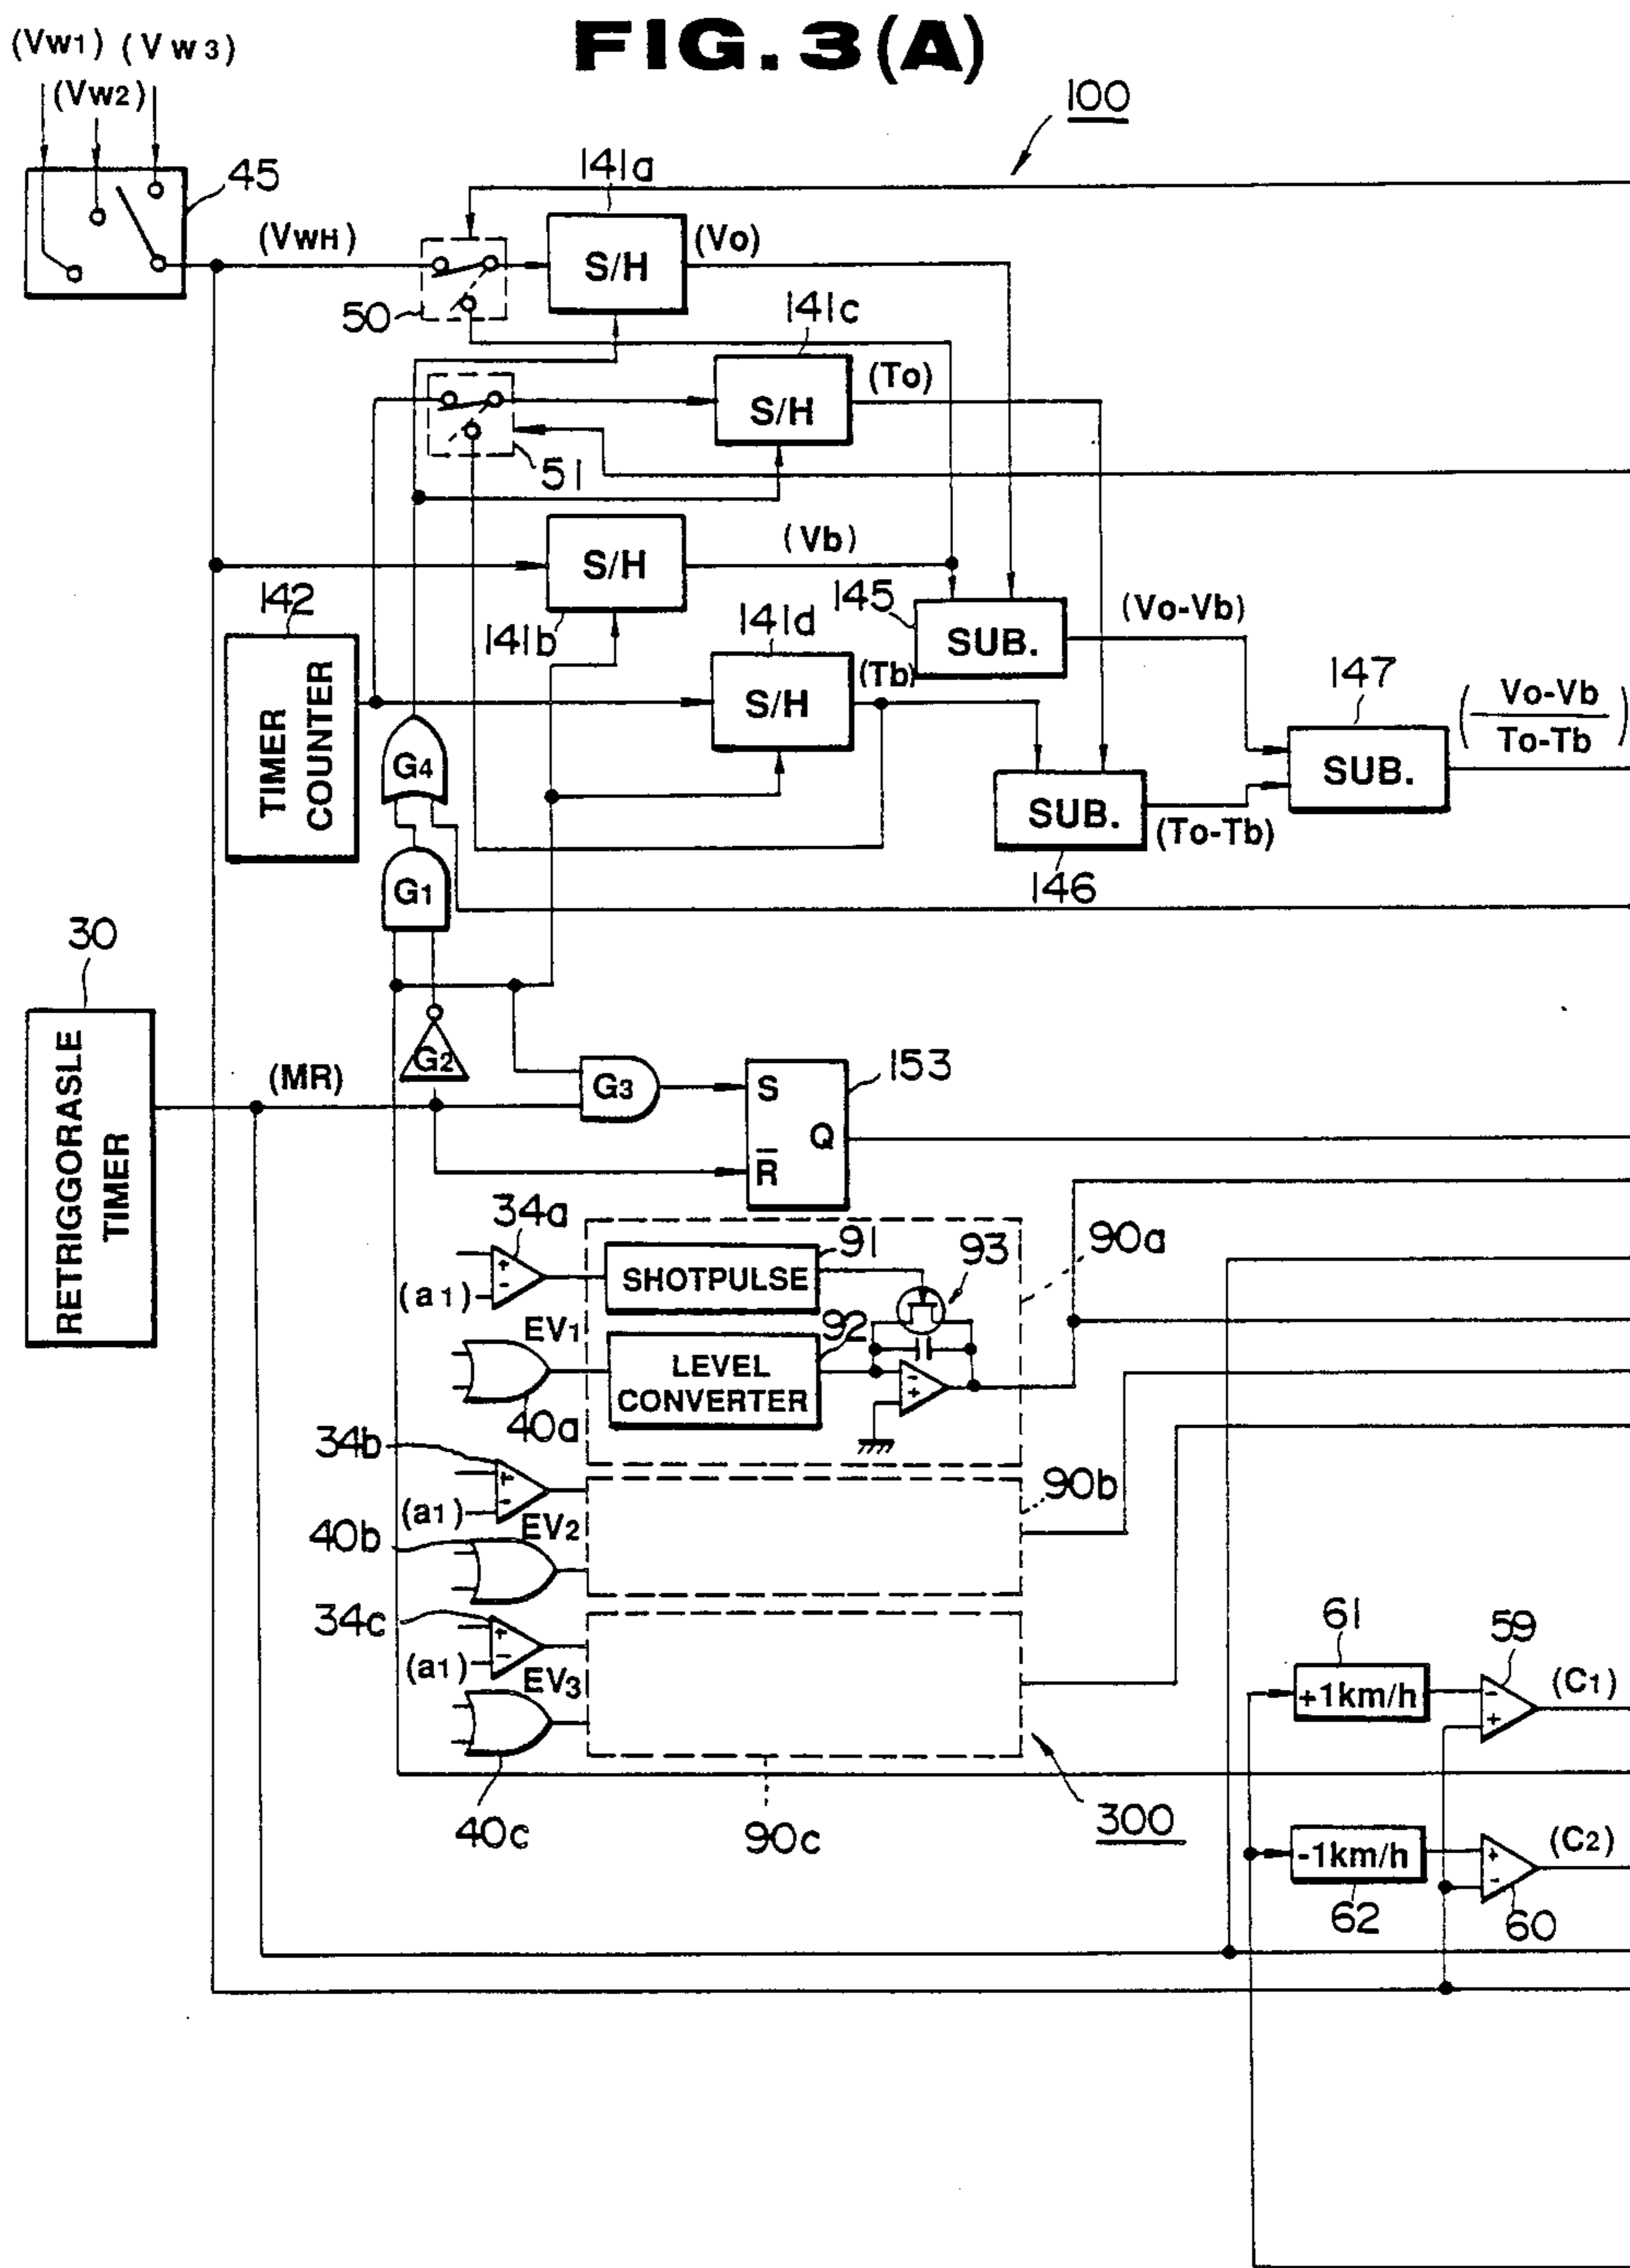 FIG. 3(A)
(Vw1) (Vw3)
(Vw2)
100
45
141a
(VWH)
(Vo)
S/H
50
141c
(To)
S/H
51
(Vb)
S/H
142
141b
141d
145
(Vo-Vb)
SUB.
TIMER
COUNTER
(Tb)
S/H
147
(Vo-Vb
To-Tb)
G4
SUB.
SUB.
(To-Tb)
146
G1
30
RETRIGGORASLE
TIMER
G2
(MR)
G3
153
S
Q
R̅
34a
91
93
90a
+
-
SHOTPULSE
(a1)
EV1
92
LEVEL
CONVERTER
-
+
40a
34b
+
-
90b
(a1)
EV2
40b
34c
+
-
(a1)
EV3
61
59
+1km/h
-
+
(C1)
40c
90c
300
-1km/h
+
-
(C2)
62
60